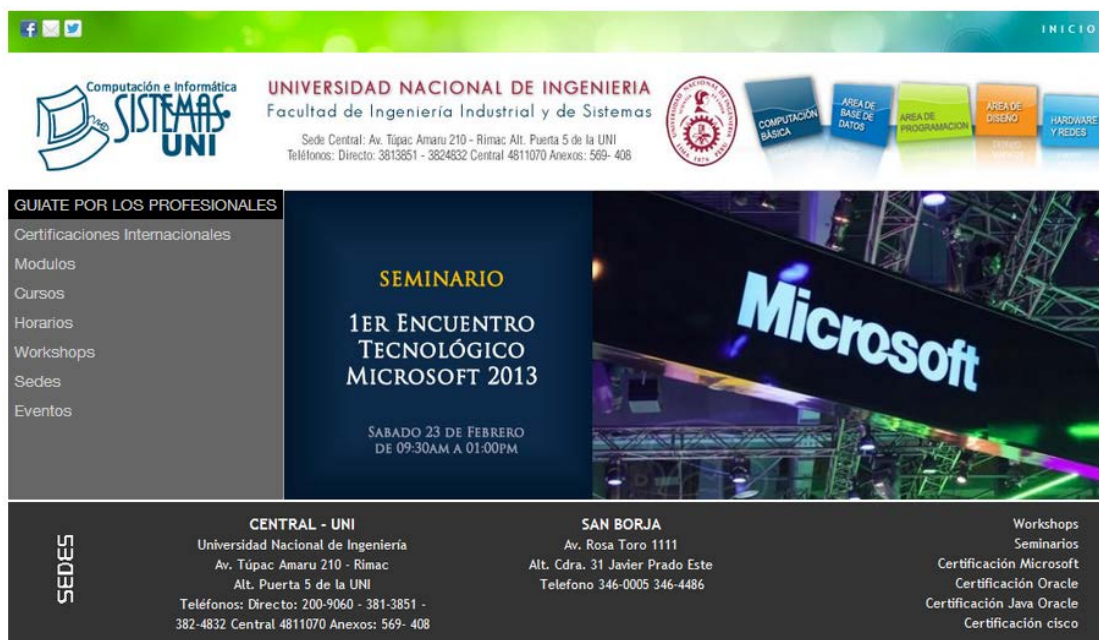 INICIO
Computación e Informática
SISTEMAS
UNI
UNIVERSIDAD NACIONAL DE INGENIERIA
Facultad de Ingeniería Industrial y de Sistemas
Sede Central: Av. Túpac Amaru 210 - Rimac Alt. Puerta 5 de la UNI
Teléfonos: Directo: 3813851 - 3824832 Central 4811070 Anexos: 569- 408
COMPUTACIÓN
BÁSICA
AREA DE
BASE DE
DATOS
AREA DE
PROGRAMACION
AREA DE
DISEÑO
HARDWARE
Y REDES
GUIATE POR LOS PROFESIONALES
Certificaciones Internacionales
Modulos
Cursos
Horarios
Workshops
Sedes
Eventos
SEMINARIO
1ER ENCUENTRO
TECNOLÓGICO
MICROSOFT 2013
SABADO 23 DE FEBRERO
DE 09:30AM A 01:00PM
Microsoft
SEDES
CENTRAL - UNI
Universidad Nacional de Ingeniería
Av. Túpac Amaru 210 - Rimac
Alt. Puerta 5 de la UNI
Teléfonos: Directo: 200-9060 - 381-3851 -
382-4832 Central 4811070 Anexos: 569- 408
SAN BORJA
Av. Rosa Toro 1111
Alt. Cdra. 31 Javier Prado Este
Telefono 346-0005 346-4486
Workshops
Seminarios
Certificación Microsoft
Certificación Oracle
Certificación Java Oracle
Certificación cisco